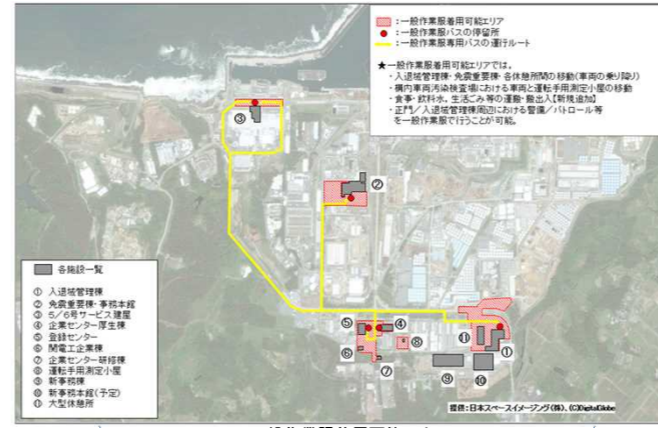 ：一般作業服着用可能エリア
：一般作業服バスの停留所
：一般作業服専用バスの運行ルート
★一般作業服着用可能エリアでは、
・入退域管理棟・免震重要棟・各休憩所間の移動(車両の乗り降り)
・構内車両汚染検査場における車両と運転手用測定小屋の移動
・食事・飲料水、生活ごみ等の運搬・搬出入【新規追加】
・正門／入退域管理棟周辺における警備／パトロール等
を一般作業服で行うことが可能。
③
②
⑤
④
⑥
⑧
⑦
⑪
①
⑨
⑩
各施設一覧
① 入退域管理棟
② 免震重要棟・事務本館
③ 5／6号サービス建屋
④ 企業センター厚生棟
⑤ 登録センター
⑥ 関電工企業棟
⑦ 企業センター研修棟
⑧ 運転手用測定小屋
⑨ 新事務棟
⑩ 新事務本館(予定)
⑪ 大型休憩所
提供：日本スペースイメージング(株)、(C)DigitalGlobe